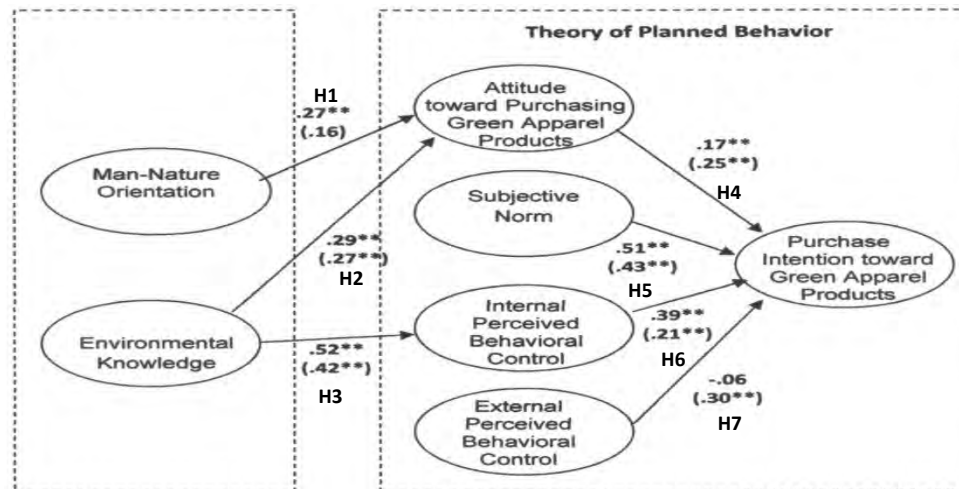 Theory of Planned Behavior
H1
.27**
(.16)
Man-Nature
Orientation
Attitude
toward Purchasing
Green Apparel
Products
.17**
(.25**)
H4
Subjective
Norm
.29**
(.27**)
H2
.51**
(.43**)
H5
Purchase
Intention toward
Green Apparel
Products
Environmental
Knowledge
.52**
(.42**)
H3
Internal
Perceived
Behavioral
Control
.39**
(.21**)
H6
-.06
(.30**)
H7
External
Perceived
Behavioral
Control